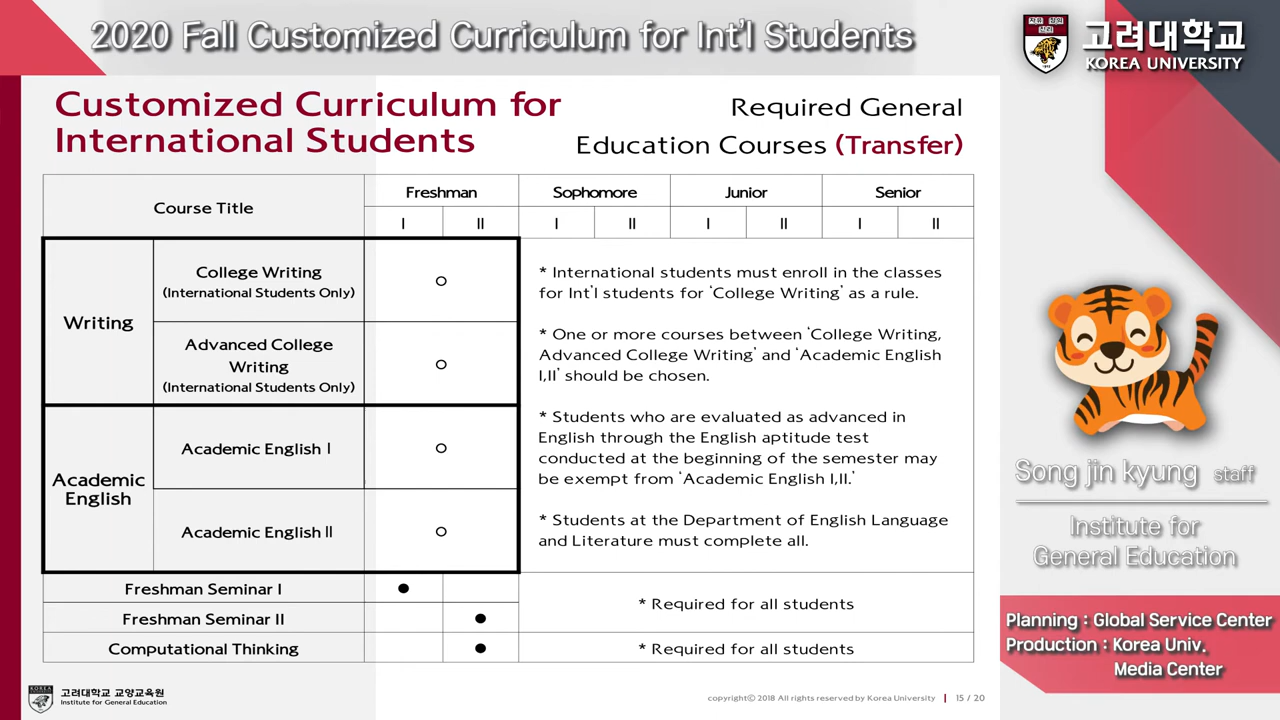 2020 Fall Customized Curriculum for Int'l Students
고려대학교
KOREA UNIVERSITY
Customized Curriculum for
International Students
Required General
Education Courses (Transfer)
Course Title
Freshman
Sophomore
Junior
Senior
I
II
I
II
I
II
I
II
Writing
College Writing
(International Students Only)
○
Advanced College
Writing
(International Students Only)
○
Academic
English
Academic English I
○
Academic English II
○
* International students must enroll in the classes
for Int'l students for ‘College Writing’ as a rule.
* One or more courses between ‘College Writing,
Advanced College Writing’ and ‘Academic English
I,II’ should be chosen.
* Students who are evaluated as advanced in
English through the English aptitude test
conducted at the beginning of the semester may
be exempt from ‘Academic English I,II.’
* Students at the Department of English Language
and Literature must complete all.
Freshman Seminar I
●
Freshman Seminar II
●
* Required for all students
Computational Thinking
●
* Required for all students
Song jin kyung staff
Institute for
General Education
Planning : Global Service Center
Production : Korea Univ.
Media Center
고려대학교 교양교육원
Institute for General Education
copyrightⓒ 2018 All rights reserved by Korea University | 15 / 20